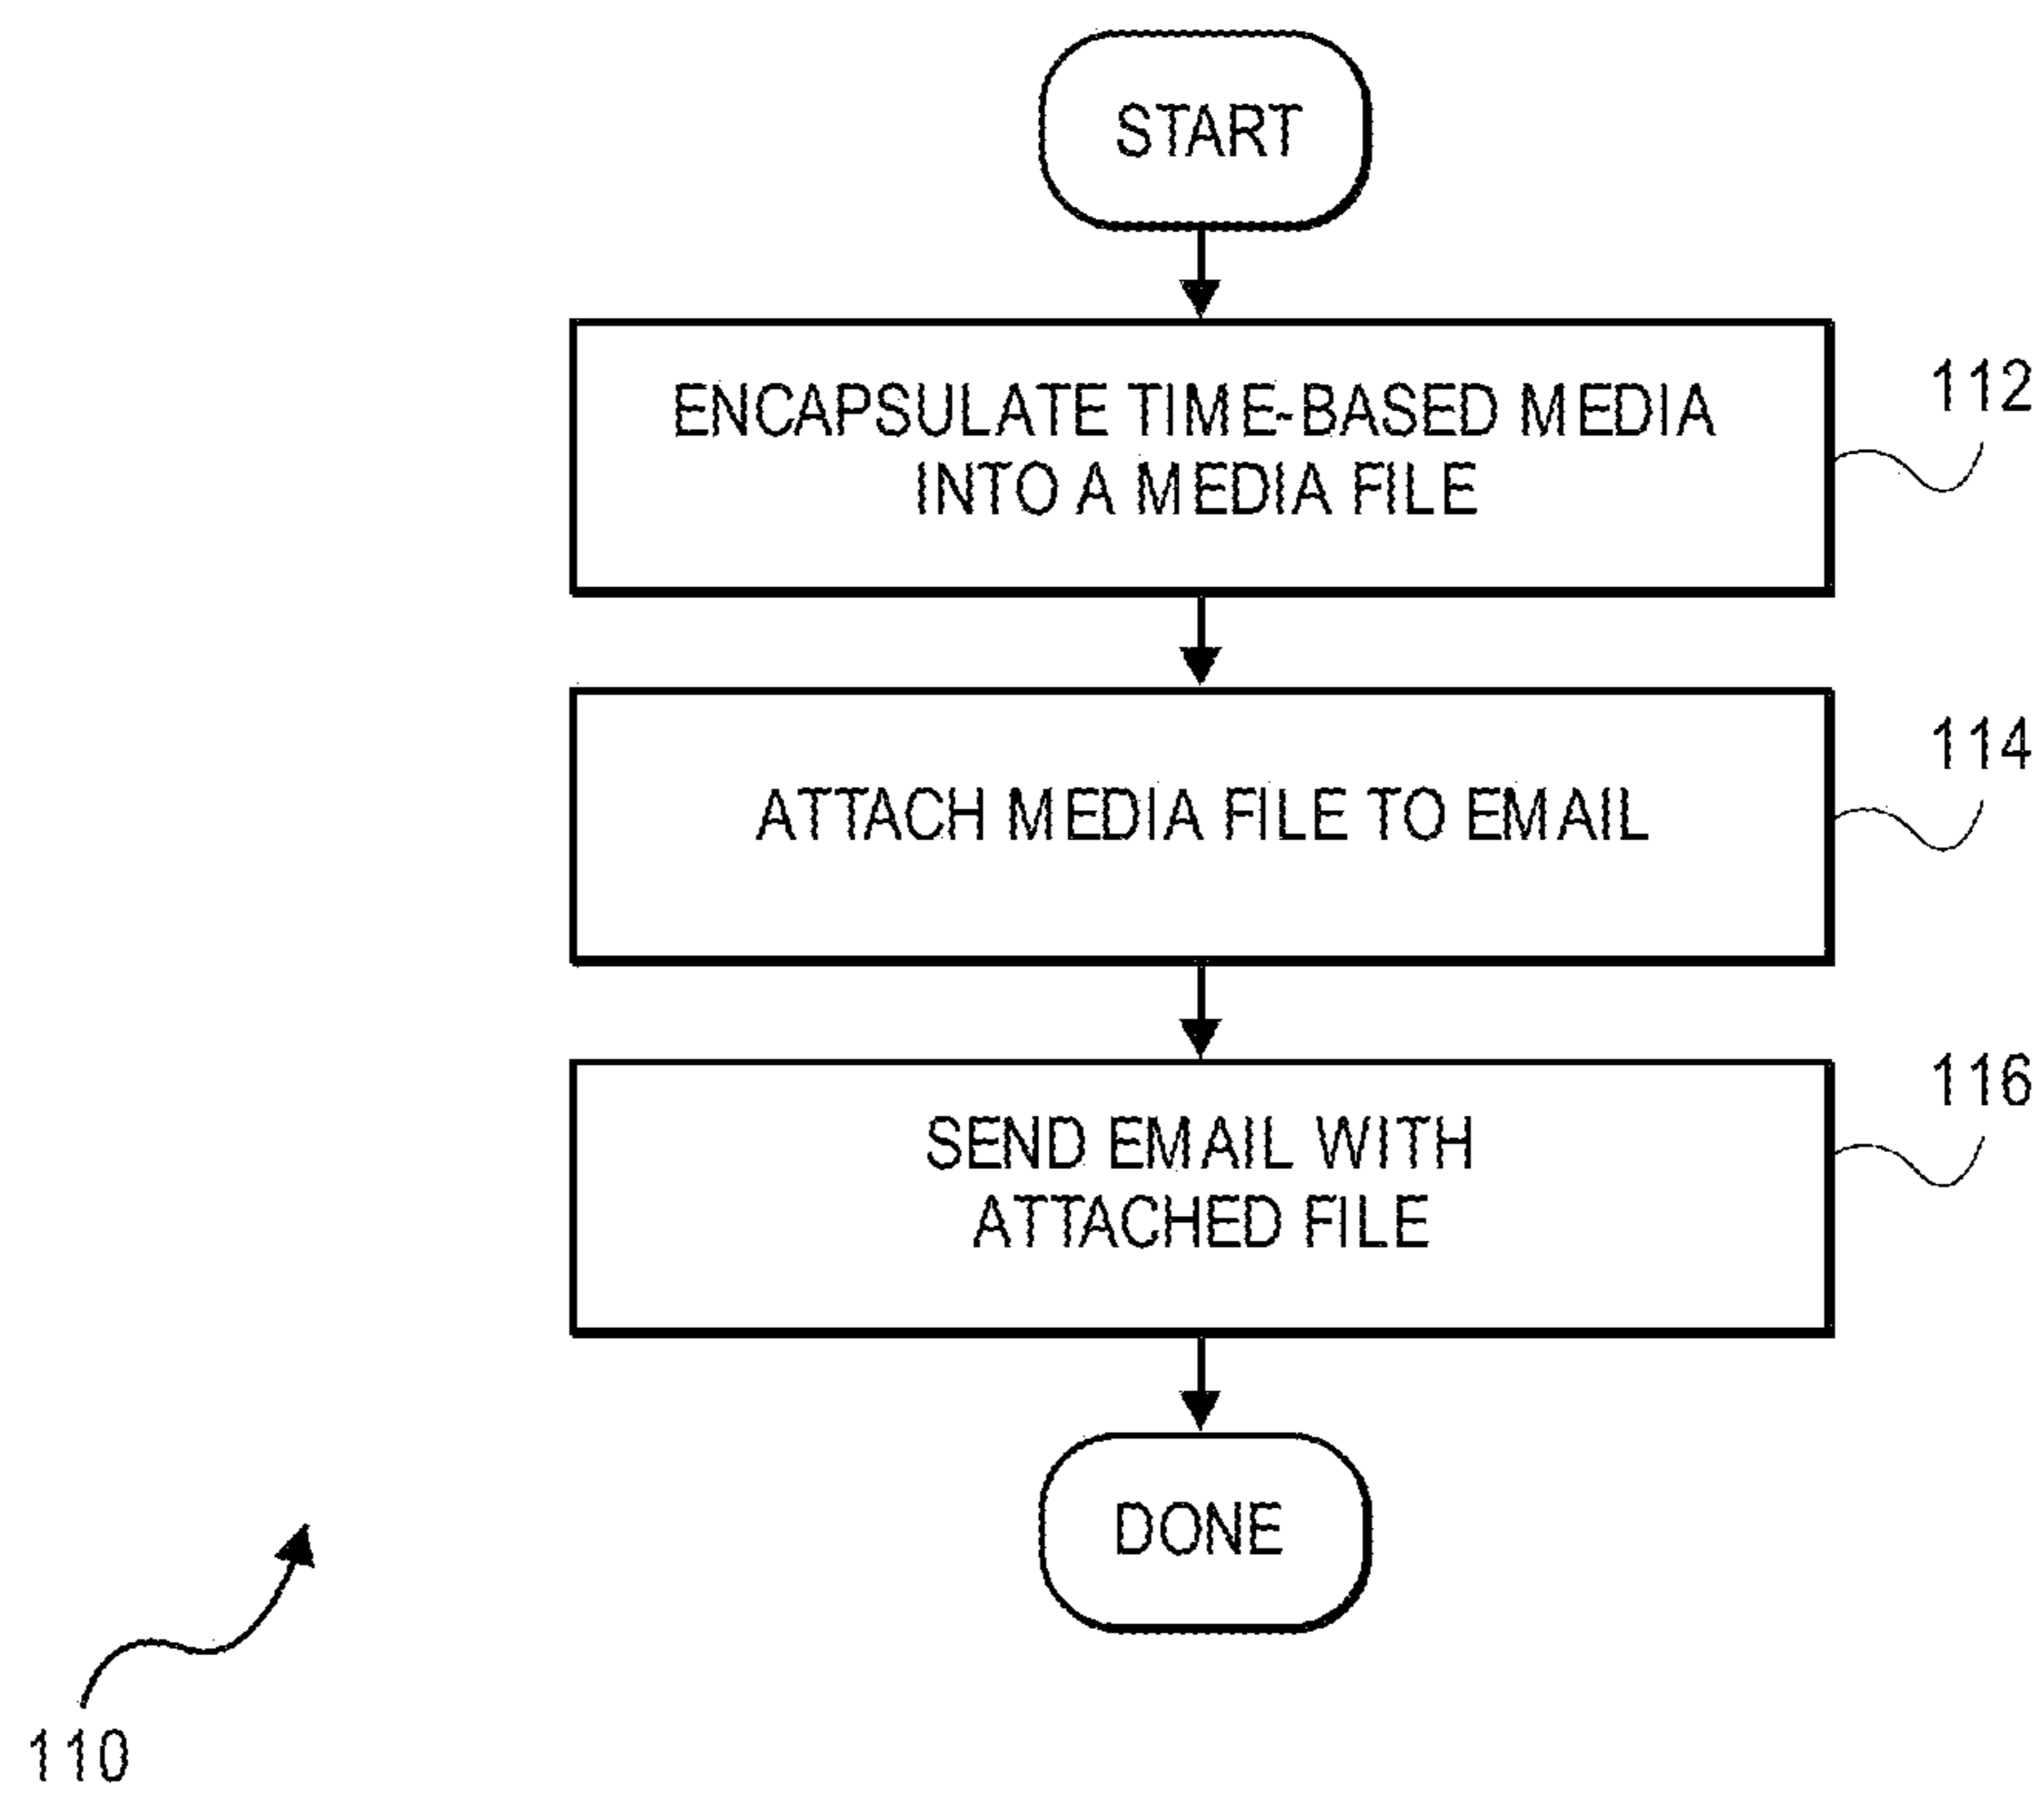 START
ENCAPSULATE TIME-BASED MEDIA
INTO A MEDIA FILE
112
ATTACH MEDIA FILE TO EMAIL
114
SEND EMAIL WITH
ATTACHED FILE
116
DONE
110